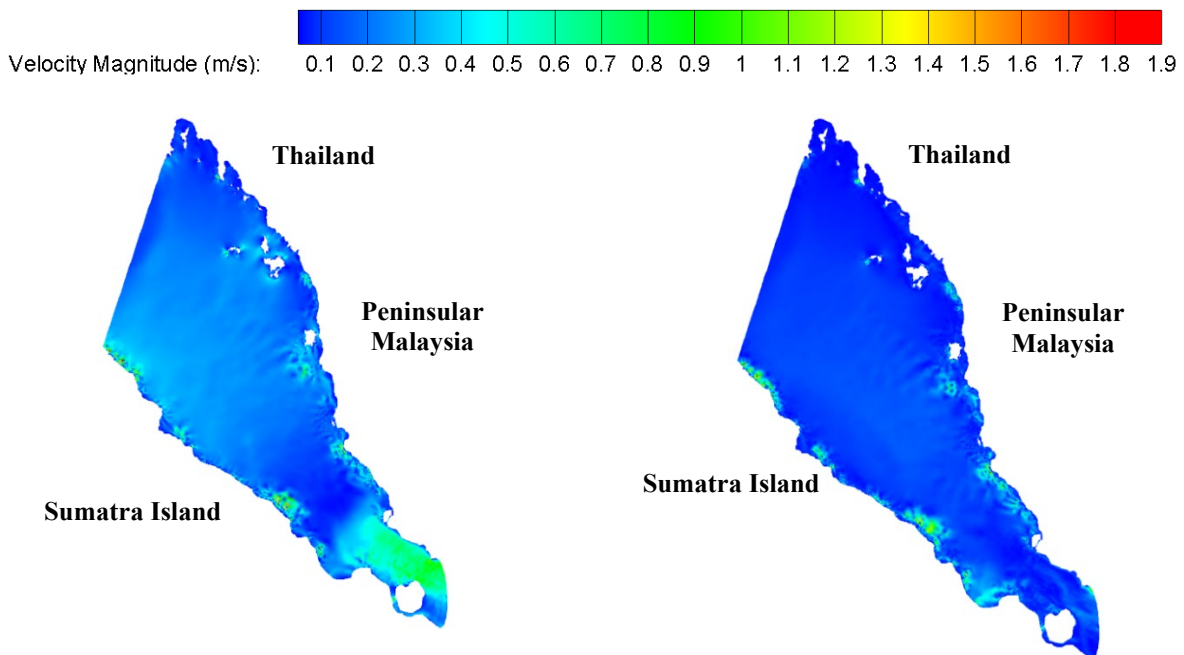 Velocity Magnitude (m/s): 0.1 0.2 0.3 0.4 0.5 0.6 0.7 0.8 0.9 1 1.1 1.2 1.3 1.4 1.5 1.6 1.7 1.8 1.9
Thailand
Peninsular
Malaysia
Sumatra Island
Thailand
Peninsular
Malaysia
Sumatra Island